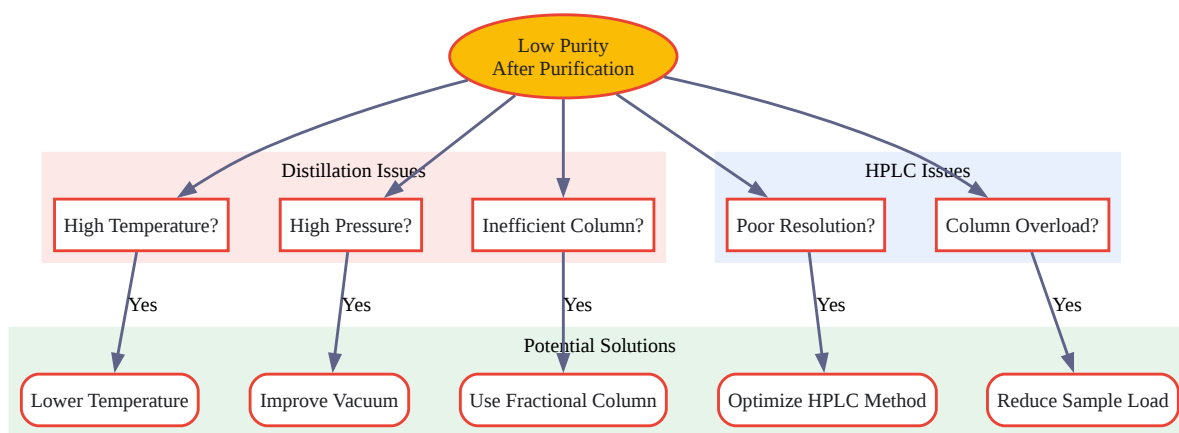 Low Purity
After Purification
Distillation Issues
HPLC Issues
High Temperature?
High Pressure?
Inefficient Column?
Poor Resolution?
Column Overload?
Yes
Yes
Yes
Yes
Yes
Potential Solutions
Lower Temperature
Improve Vacuum
Use Fractional Column
Optimize HPLC Method
Reduce Sample Load